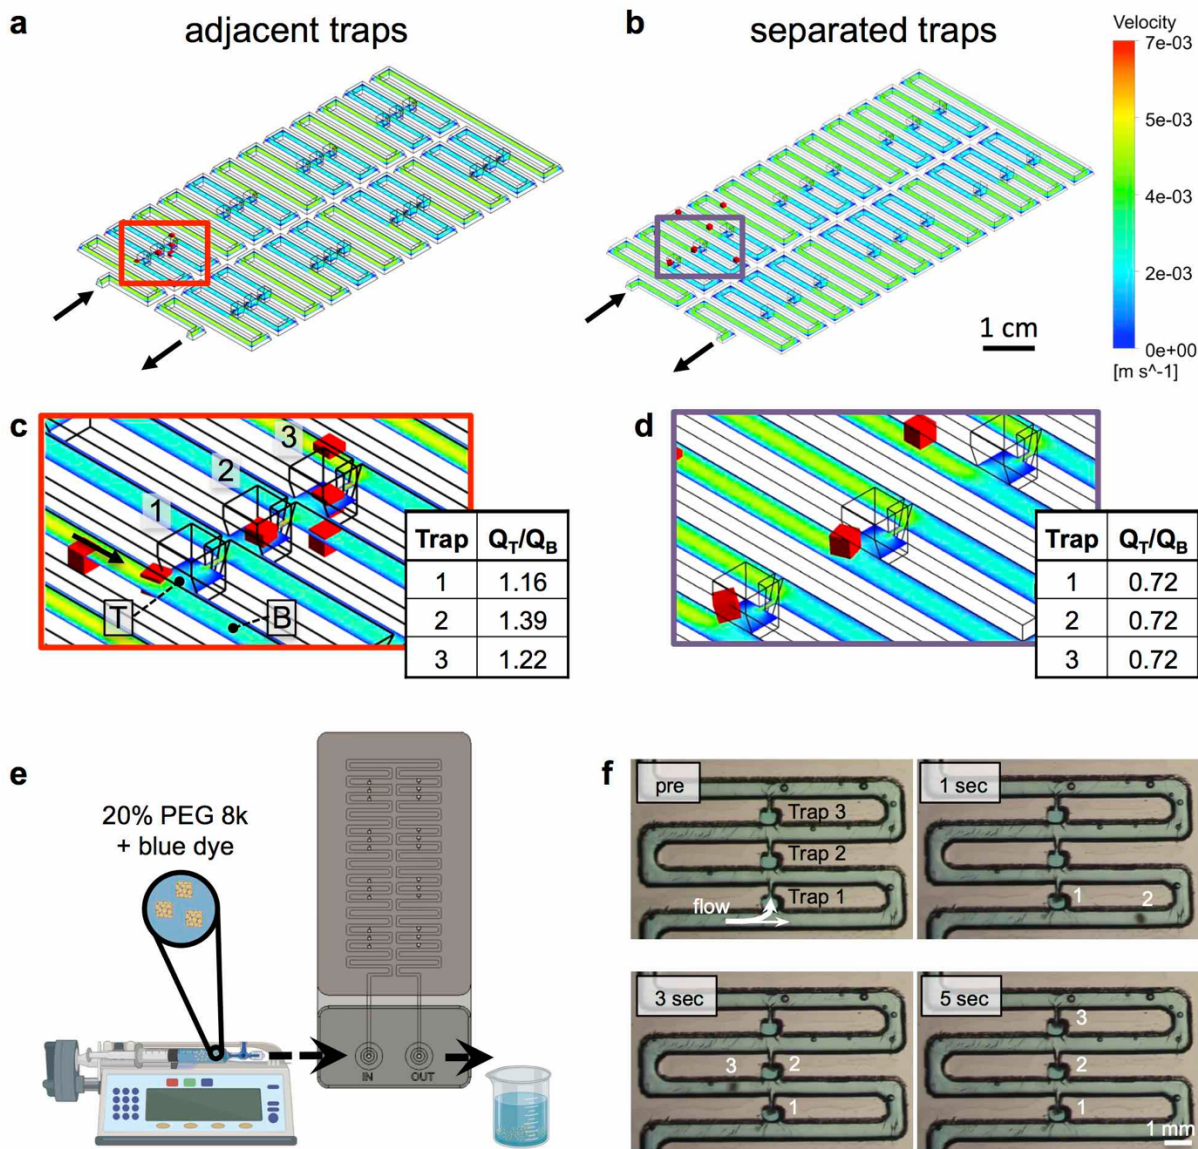 a
adjacent traps
b
separated traps
Velocity
7e-03
5e-03
4e-03
2e-03
0e+00
[m s^-1]
1 cm
c
1
2
3
T
B
Trap Q_T/Q_B
1 1.16
2 1.39
3 1.22
d
Trap Q_T/Q_B
1 0.72
2 0.72
3 0.72
e
20% PEG 8k
+ blue dye
IN
OUT
f
pre
Trap 3
Trap 2
Trap 1
flow
1 sec
1
2
3 sec
3
2
1
5 sec
3
2
1
1 mm